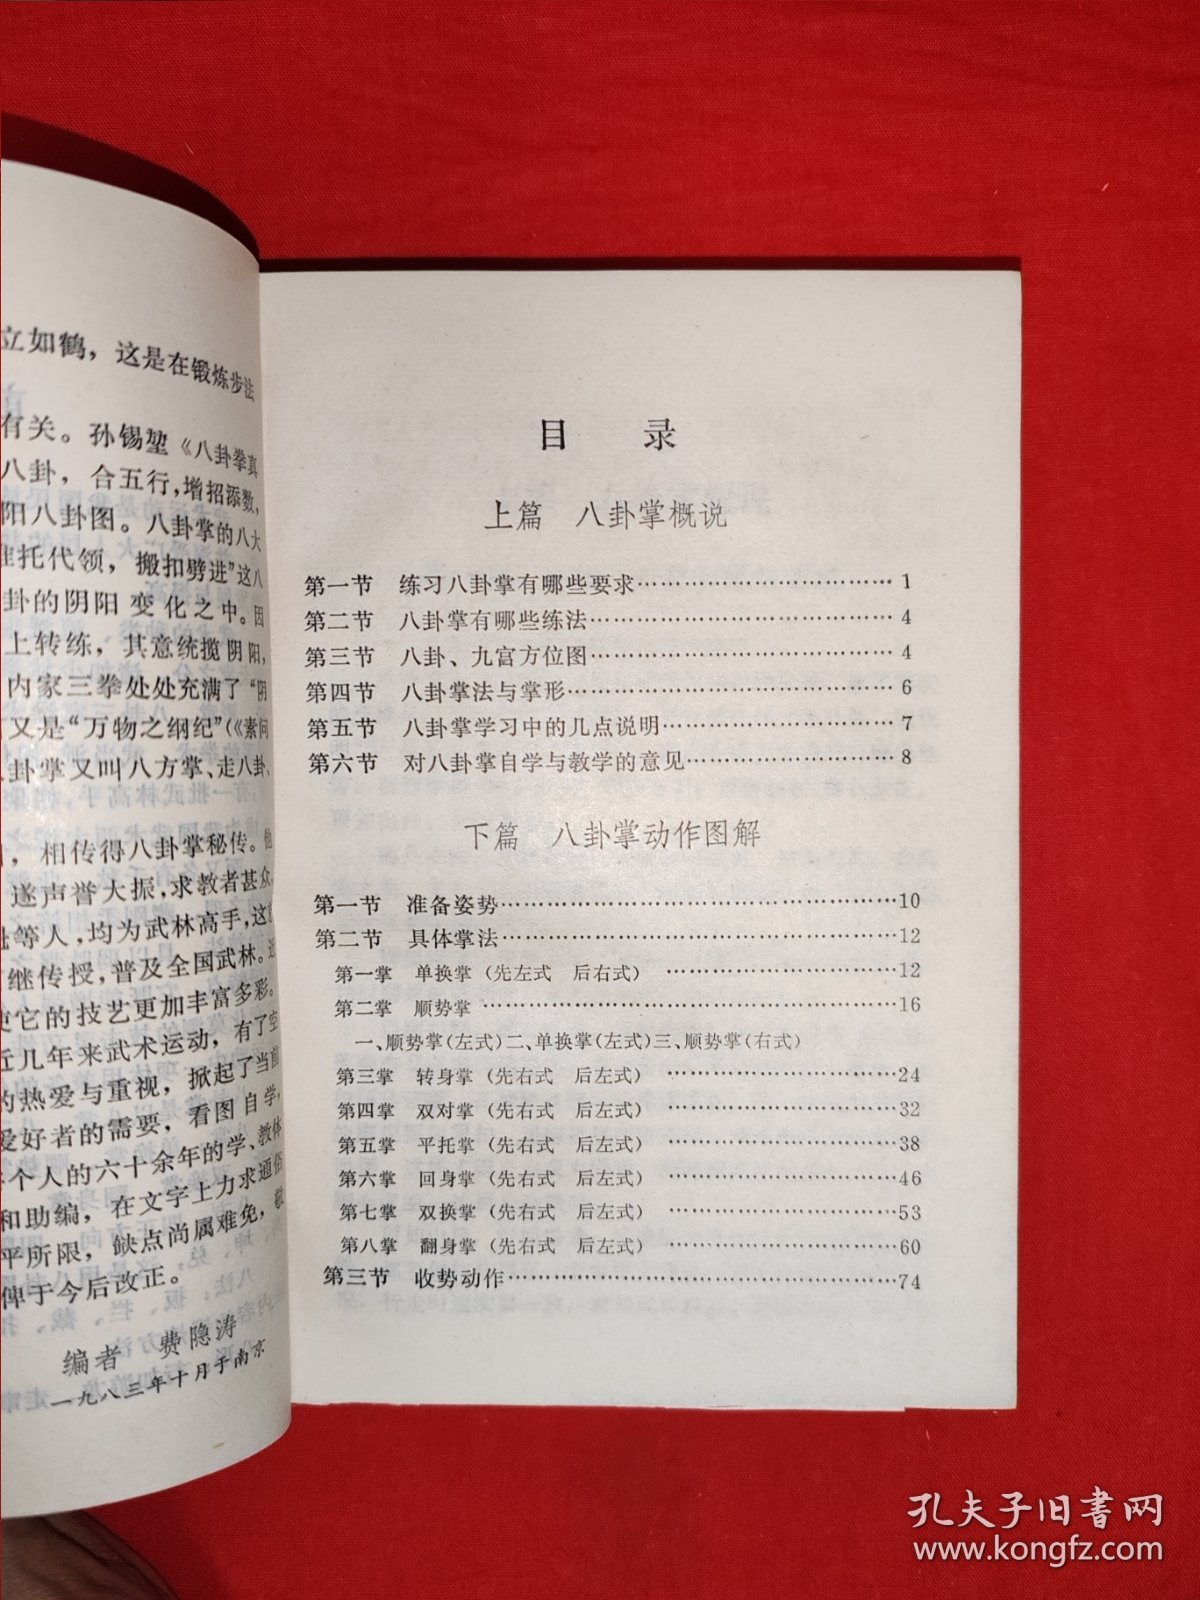 立如鹤，这是在锻炼步法
有关。孙锡堃《八卦拳真
八卦，合五行，增招添数，
阳八卦图。八卦掌的八大
推托代领，搬扣劈进”这八
卦的阴阳变化之中。因
上转练，其意统揽阴阳，
内家三拳处处充满了“阴
又是“万物之纲纪”(《素问
八卦掌又叫八方掌、走八卦、
，相传得八卦掌秘传。他
遂声誉大振，求教者甚众，
等人，均为武林高手，这
继传授，普及全国武林。近
使它的技艺更加丰富多彩。
近几年来武术运动，有了空
的热爱与重视，掀起了当前
爱好者的需要，看图自学，
个人的六十余年的学、教体
和助编，在文字上力求通俗
平所限，缺点尚属难免，敬
俾于今后改正。
编者　费隐涛
一九八三年十月于南京
目　录
上篇　八卦掌概说
第一节　练习八卦掌有哪些要求……………………………1
第二节　八卦掌有哪些练法…………………………………4
第三节　八卦、九宫方位图…………………………………4
第四节　八卦掌法与掌形……………………………………6
第五节　八卦掌学习中的几点说明…………………………7
第六节　对八卦掌自学与教学的意见………………………8
下篇　八卦掌动作图解
第一节　准备姿势……………………………………………10
第二节　具体掌法……………………………………………12
第一掌　单换掌（先左式　后右式）………………………12
第二掌　顺势掌………………………………………………16
一、顺势掌(左式)二、单换掌(左式)三、顺势掌(右式)
第三掌　转身掌（先右式　后左式）………………………24
第四掌　双对掌（先右式　后左式）………………………32
第五掌　平托掌（先右式　后左式）………………………38
第六掌　回身掌（先右式　后左式）………………………46
第七掌　双换掌（先右式　后左式）………………………53
第八掌　翻身掌（先右式　后左式）………………………60
第三节　收势动作……………………………………………74
孔夫子旧书网
www.kongfz.com